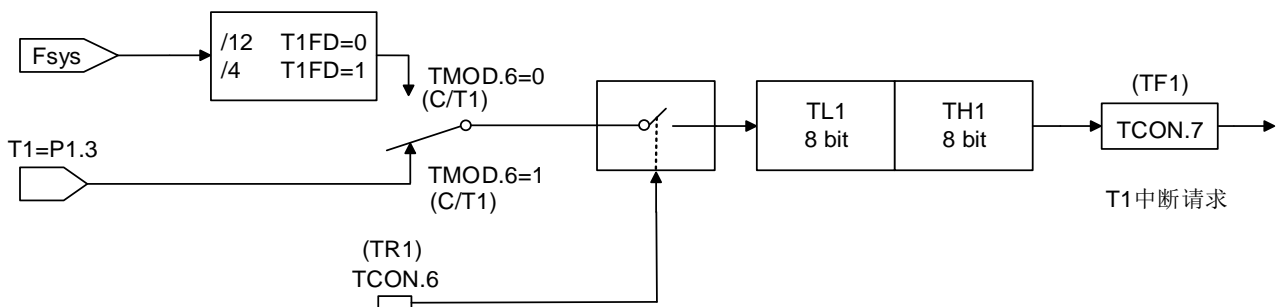 Fsys
/12 T1FD=0
/4 T1FD=1
TMOD.6=0
(C/T1)
T1=P1.3
TMOD.6=1
(C/T1)
(TR1)
TCON.6
TL1
8 bit
TH1
8 bit
(TF1)
TCON.7
T1中断请求